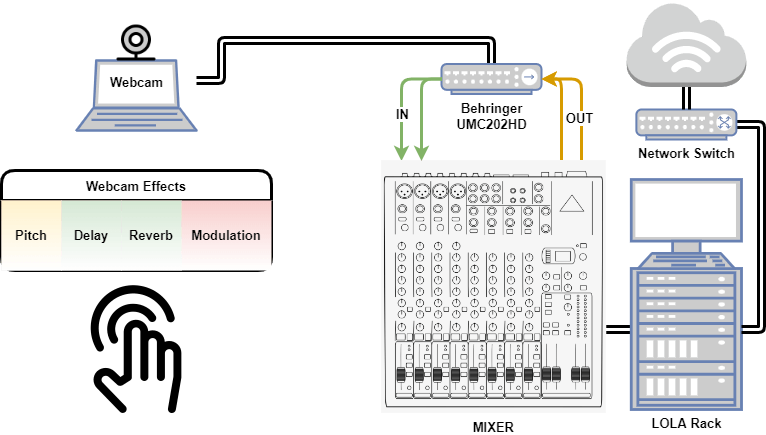 Webcam
IN
OUT
Behringer
UMC202HD
Network Switch
Webcam Effects
Pitch
Delay
Reverb
Modulation
MIXER
LOLA Rack